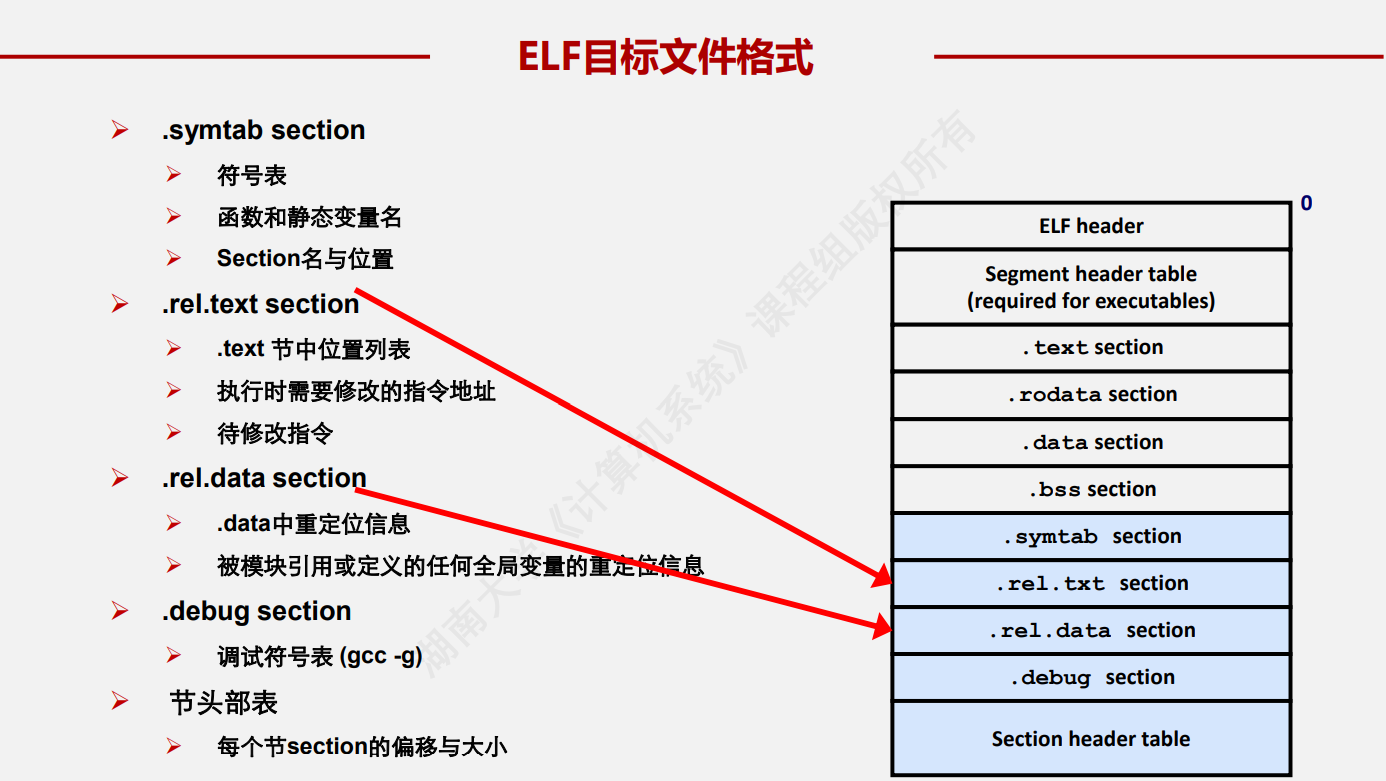 ELF目标文件格式
.symtab section
符号表
函数和静态变量名
Section名与位置
.rel.text section
.text 节中位置列表
执行时需要修改的指令地址
待修改指令
.rel.data section
.data中重定位信息
被模块引用或定义的任何全局变量的重定位信息
.debug section
调试符号表 (gcc -g)
节头部表
每个节section的偏移与大小
0
ELF header
Segment header table
(required for executables)
.text section
.rodata section
.data section
.bss section
.symtab section
.rel.txt section
.rel.data section
.debug section
Section header table
湖南大学《计算机系统》课程组版权所有